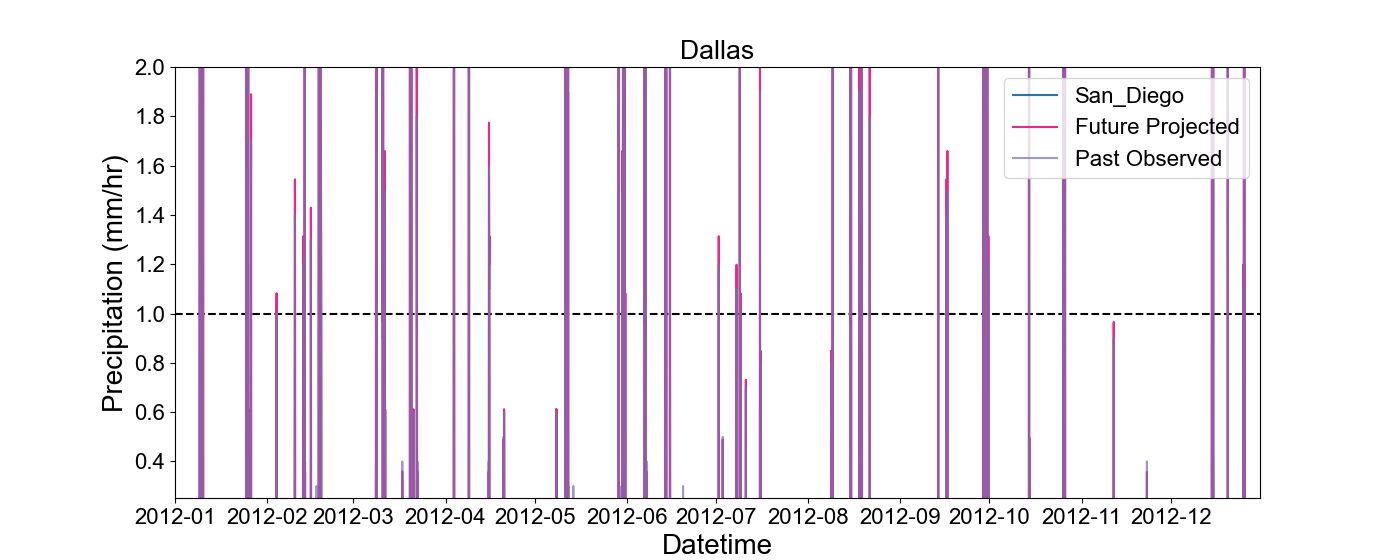 Dallas
Precipitation (mm/hr)
2.0
1.8
1.6
1.4
1.2
1.0
0.8
0.6
0.4
San_Diego
Future Projected
Past Observed
2012-01 2012-02 2012-03 2012-04 2012-05 2012-06 2012-07 2012-08 2012-09 2012-10 2012-11 2012-12
Datetime